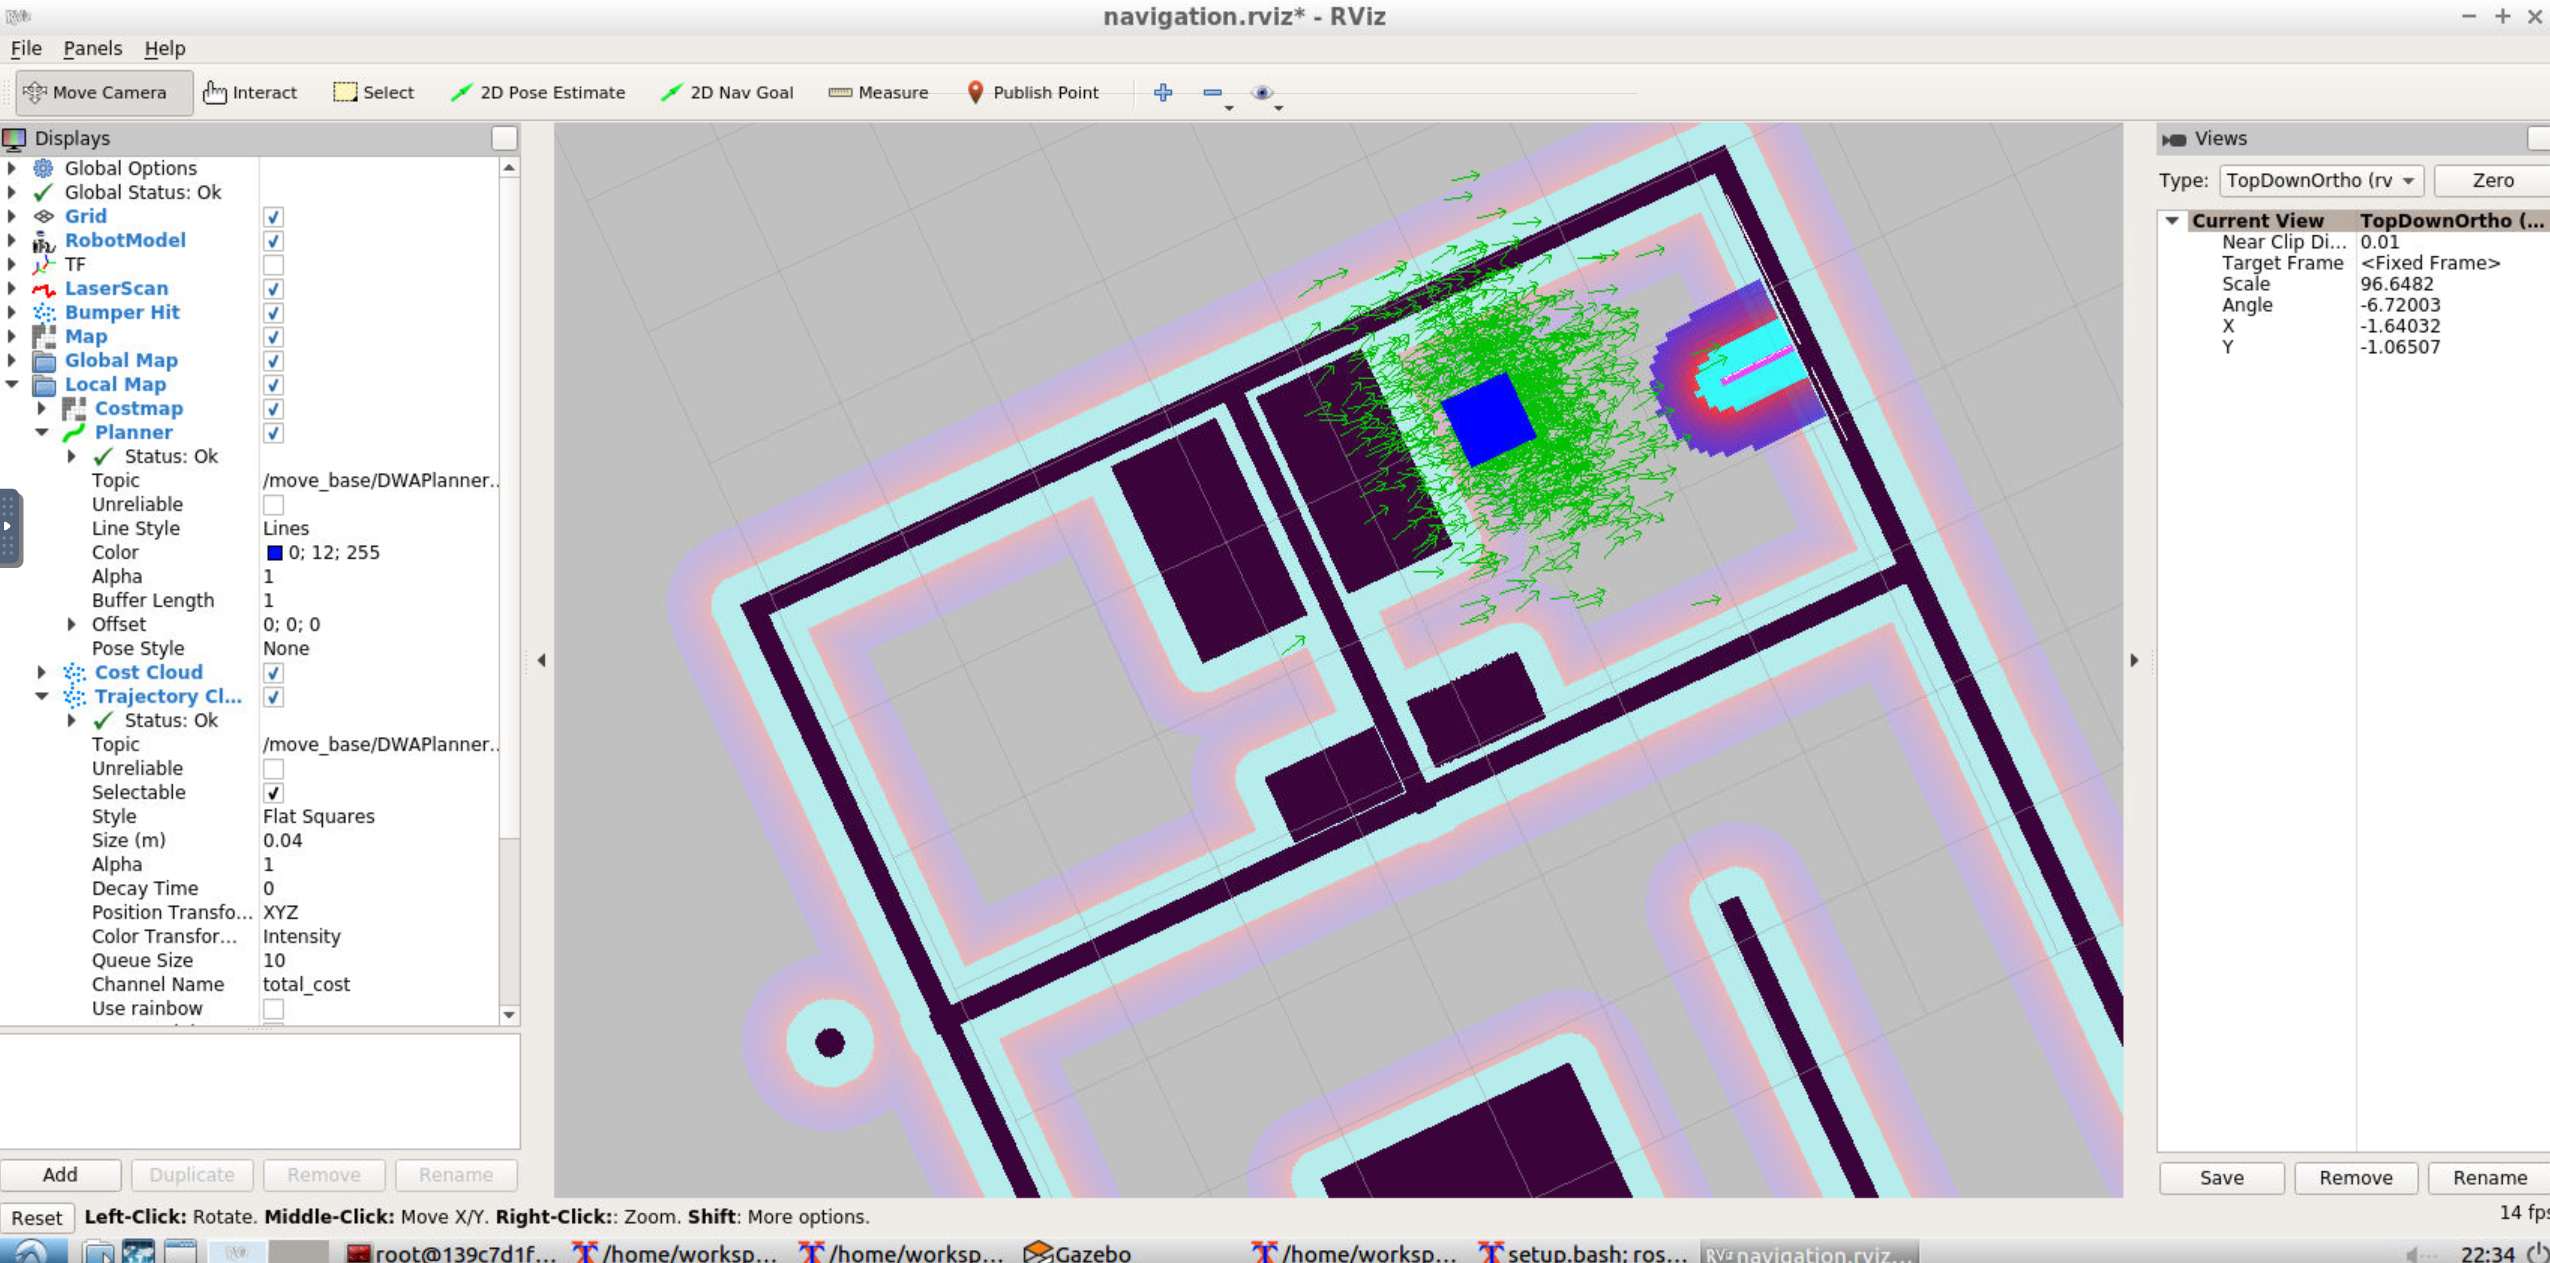 navigation.rviz* - RViz
File Panels Help
Move Camera Interact Select 2D Pose Estimate 2D Nav Goal Measure Publish Point
Displays
Global Options
Global Status: Ok
Grid
RobotModel
TF
LaserScan
Bumper Hit
Map
Global Map
Local Map
Costmap
Planner
Status: Ok
Topic /move_base/DWAPlanner..
Unreliable
Line Style Lines
Color 0; 12; 255
Alpha 1
Buffer Length 1
Offset 0; 0; 0
Pose Style None
Cost Cloud
Trajectory Cl...
Status: Ok
Topic /move_base/DWAPlanner..
Unreliable
Selectable
Style Flat Squares
Size (m) 0.04
Alpha 1
Decay Time 0
Position Transfo... XYZ
Color Transfor... Intensity
Queue Size 10
Channel Name total_cost
Use rainbow
Add Duplicate Remove Rename
Views
Type: TopDownOrtho (rv Zero
Current View TopDownOrtho (...
Near Clip Di... 0.01
Target Frame <Fixed Frame>
Scale 96.6482
Angle -6.72003
X -1.64032
Y -1.06507
Save Remove Rename
Reset Left-Click: Rotate. Middle-Click: Move X/Y. Right-Click:: Zoom. Shift: More options. 14 fps
root@139c7d1f... /home/worksp... /home/worksp... Gazebo /home/worksp... setup.bash; ros... RViz navigation.rviz... 22:34